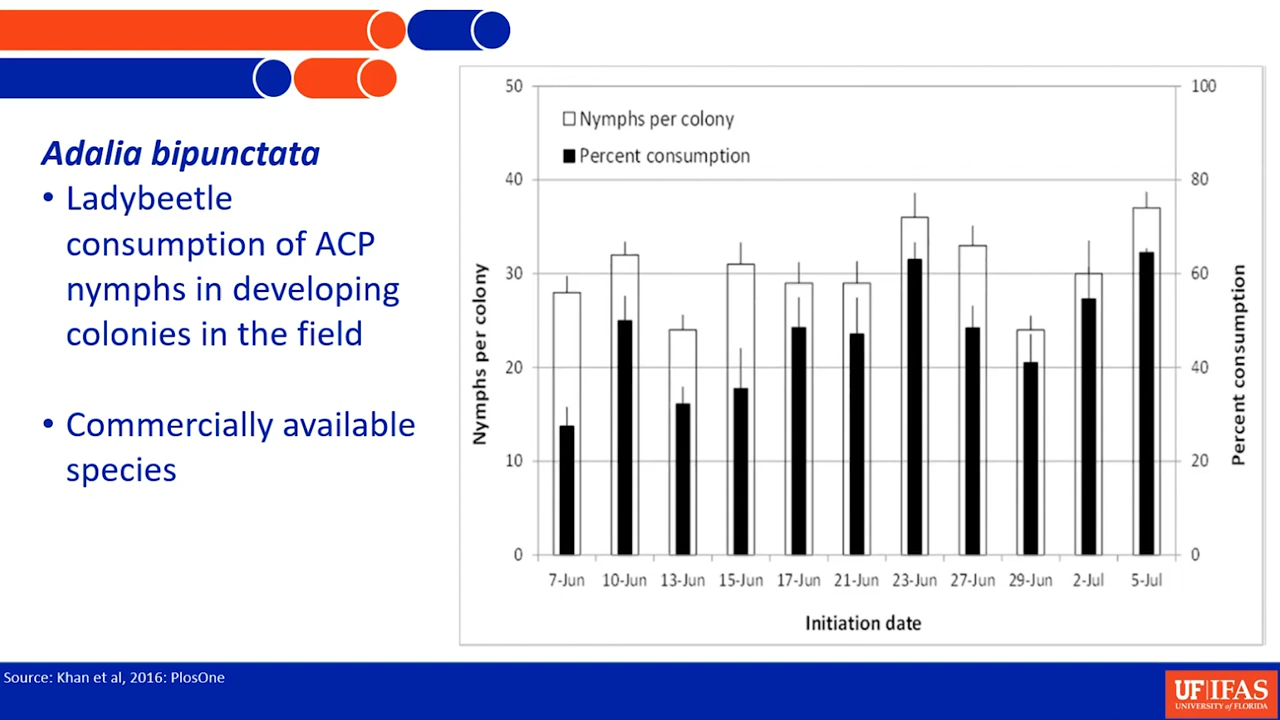 Adalia bipunctata
• Ladybeetle
consumption of ACP
nymphs in developing
colonies in the field
• Commercially available
species
50
40
30
20
10
0
Nymphs per colony
Nymphs per colony
Percent consumption
100
80
60
40
20
0
Percent consumption
7-Jun 10-Jun 13-Jun 15-Jun 17-Jun 21-Jun 23-Jun 27-Jun 29-Jun 2-Jul 5-Jul
Initiation date
Source: Khan et al, 2016: PlosOne
UF|IFAS
UNIVERSITY of FLORIDA